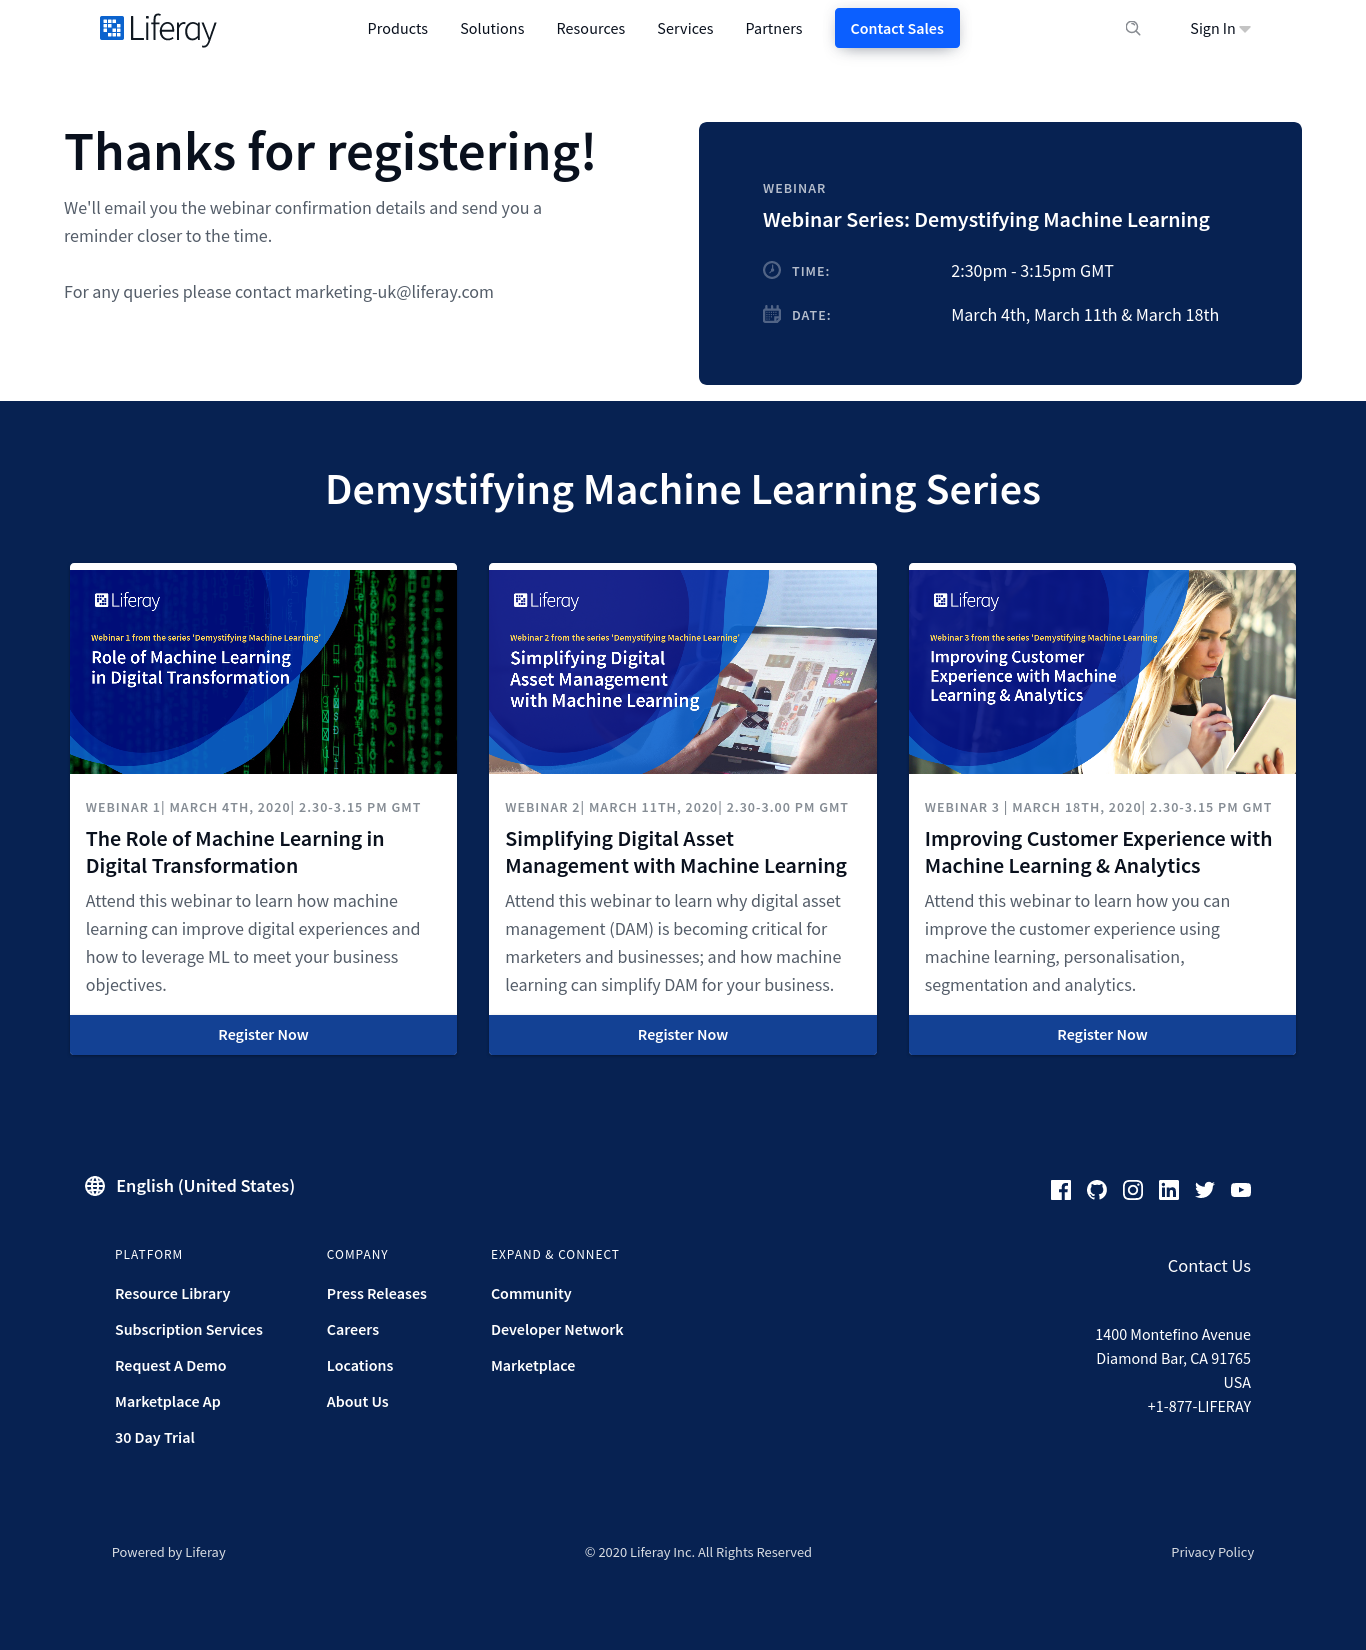 Liferay
Products
Solutions
Resources
Services
Partners
Contact Sales
Sign In
Thanks for registering!
We'll email you the webinar confirmation details and send you a
reminder closer to the time.
For any queries please contact marketing-uk@liferay.com
WEBINAR
Webinar Series: Demystifying Machine Learning
TIME:
2:30pm - 3:15pm GMT
DATE:
March 4th, March 11th & March 18th
Demystifying Machine Learning Series
Liferay
Webinar 1 from the series 'Demystifying Machine Learning'
Role of Machine Learning
in Digital Transformation
WEBINAR 1| MARCH 4TH, 2020| 2.30-3.15 PM GMT
The Role of Machine Learning in
Digital Transformation
Attend this webinar to learn how machine
learning can improve digital experiences and
how to leverage ML to meet your business
objectives.
Register Now
Liferay
Webinar 2 from the series 'Demystifying Machine Learning'
Simplifying Digital
Asset Management
with Machine Learning
WEBINAR 2| MARCH 11TH, 2020| 2.30-3.00 PM GMT
Simplifying Digital Asset
Management with Machine Learning
Attend this webinar to learn why digital asset
management (DAM) is becoming critical for
marketers and businesses; and how machine
learning can simplify DAM for your business.
Register Now
Liferay
Webinar 3 from the series 'Demystifying Machine Learning
Improving Customer
Experience with Machine
Learning & Analytics
WEBINAR 3 | MARCH 18TH, 2020| 2.30-3.15 PM GMT
Improving Customer Experience with
Machine Learning & Analytics
Attend this webinar to learn how you can
improve the customer experience using
machine learning, personalisation,
segmentation and analytics.
Register Now
English (United States)
PLATFORM
Resource Library
Subscription Services
Request A Demo
Marketplace Ap
30 Day Trial
COMPANY
Press Releases
Careers
Locations
About Us
EXPAND & CONNECT
Community
Developer Network
Marketplace
Contact Us
1400 Montefino Avenue
Diamond Bar, CA 91765
USA
+1-877-LIFERAY
Powered by Liferay
© 2020 Liferay Inc. All Rights Reserved
Privacy Policy